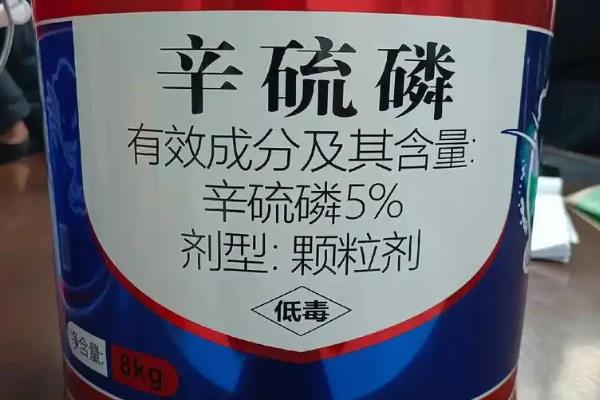 辛硫磷
有效成分及其含量:
辛硫磷5%
剂型: 颗粒剂
低毒
净含量:
8kg